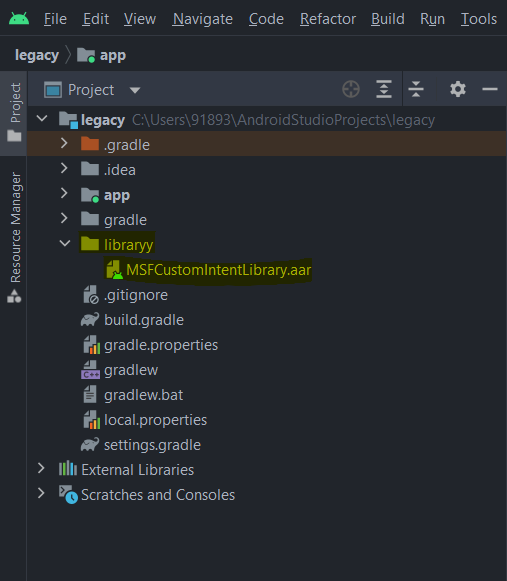 File Edit View Navigate Code Refactor Build Run Tools
legacy app
Project
Resource Manager
Project
legacy C:\Users\91893\AndroidStudioProjects\legacy
.gradle
.idea
app
gradle
libraryy
MSFCustomIntentLibrary.aar
.gitignore
build.gradle
gradle.properties
C++
gradlew
gradlew.bat
local.properties
settings.gradle
External Libraries
Scratches and Consoles